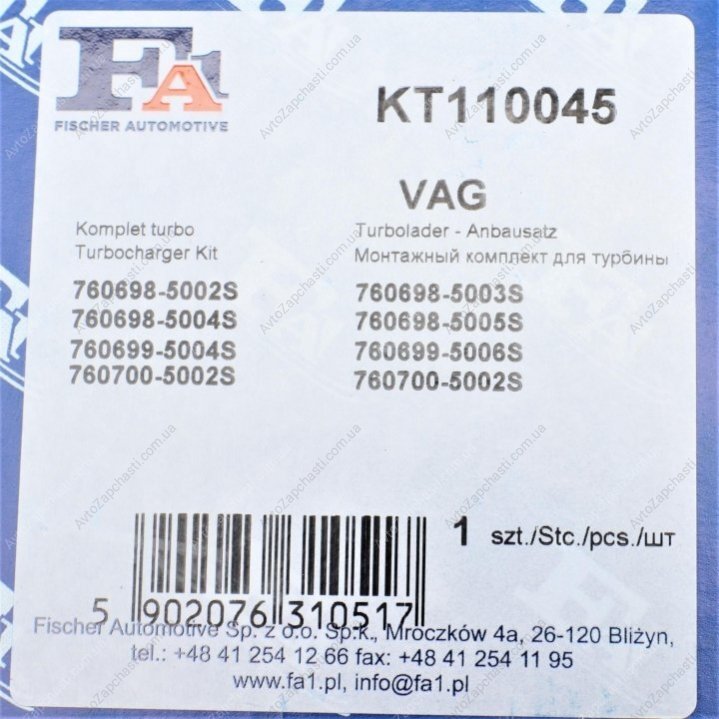 FA1
FISCHER AUTOMOTIVE
KT110045
VAG
Komplet turbo
Turbocharger Kit
Turbolader - Anbausatz
Монтажный комплект для турбины
760698-5002S 760698-5003S
760698-5004S 760698-5005S
760699-5004S 760699-5006S
760700-5002S 760700-5002S
1 szt./Stc./pcs./шт
5 902076 310517
Fischer Automotive Sp. z o.o. Sp.k., Mroczków 4a, 26-120 Bliżyn,
tel.: +48 41 254 12 66 fax: +48 41 254 11 95
www.fa1.pl, info@fa1.pl
AvtoZapchasti.com.ua